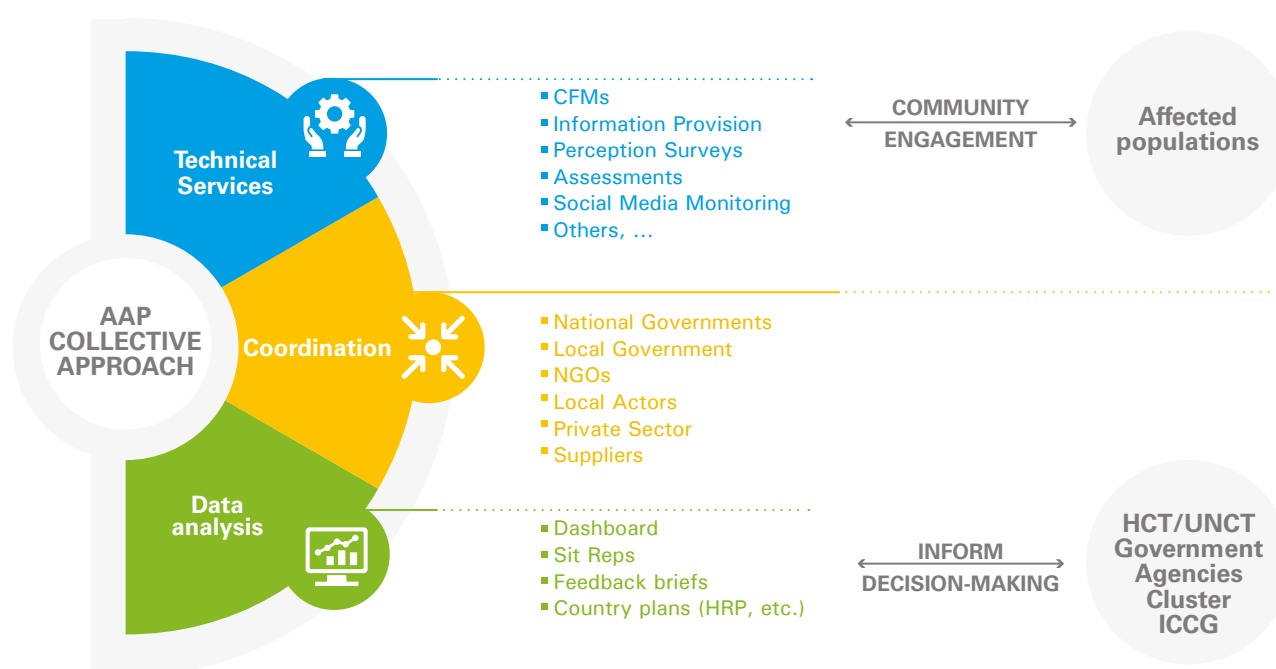 AAP
COLLECTIVE
APPROACH
Technical
Services
CFMs
Information Provision
Perception Surveys
Assessments
Social Media Monitoring
Others, ...
COMMUNITY
ENGAGEMENT
Affected
populations
Coordination
National Governments
Local Government
NGOs
Local Actors
Private Sector
Suppliers
Data
analysis
Dashboard
Sit Reps
Feedback briefs
Country plans (HRP, etc.)
INFORM
DECISION-MAKING
HCT/UNCT
Government
Agencies
Cluster
ICCG